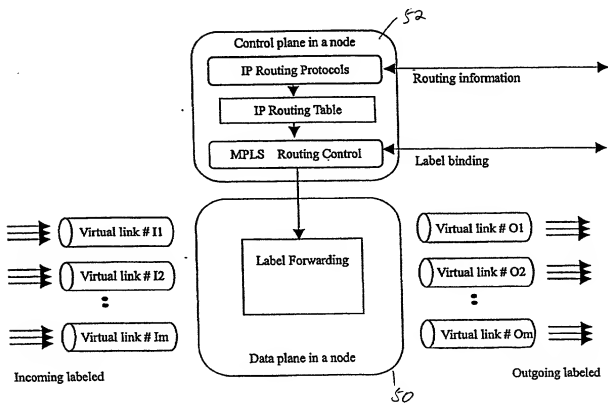 52
Control plane in a node
IP Routing Protocols
Routing information
IP Routing Table
MPLS Routing Control
Label binding
Virtual link # I1
Virtual link # O1
Label Forwarding
Virtual link # I2
Virtual link # O2
Virtual link # Im
Virtual link # Om
Data plane in a node
Incoming labeled
Outgoing labeled
50